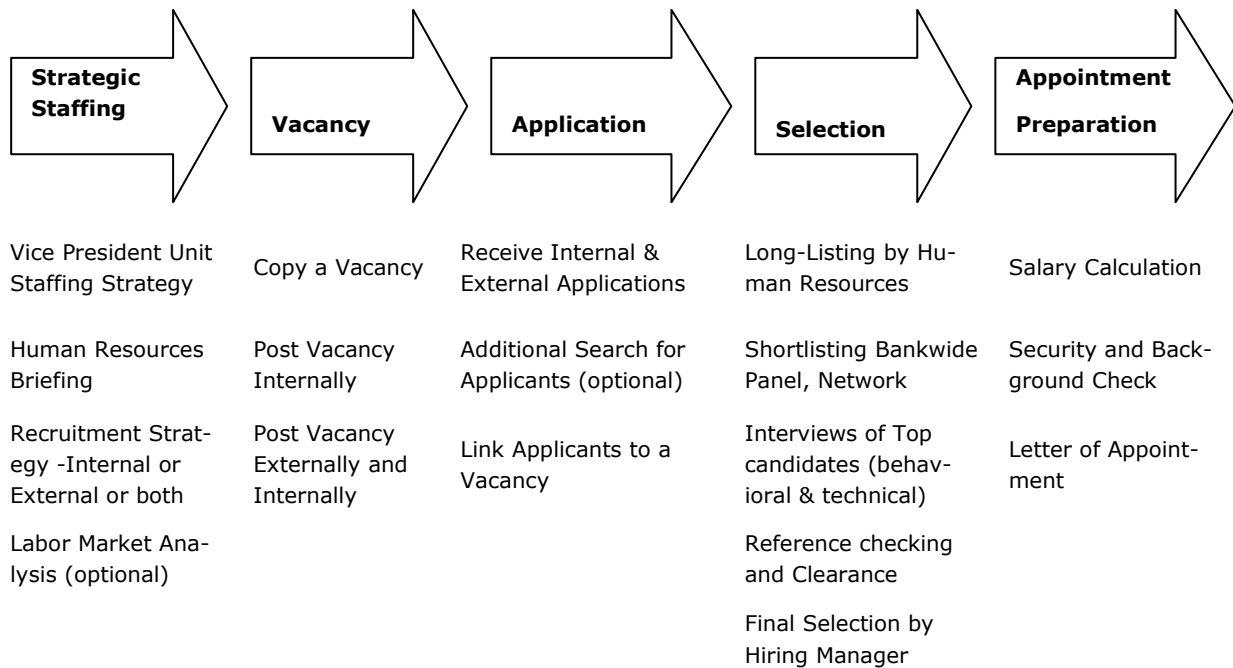 Strategic
Staffing
Vacancy
Application
Selection
Appointment
Preparation
Vice President Unit
Staffing Strategy
Copy a Vacancy
Receive Internal &
External Applications
Long-Listing by Hu-
man Resources
Salary Calculation
Human Resources
Briefing
Post Vacancy
Internally
Additional Search for
Applicants (optional)
Shortlisting Bankwide
Panel, Network
Security and Back-
ground Check
Recruitment Strat-
egy -Internal or
External or both
Post Vacancy
Externally and
Internally
Link Applicants to a
Vacancy
Interviews of Top
candidates (behav-
ioral & technical)
Letter of Appoint-
ment
Labor Market Ana-
lysis (optional)
Reference checking
and Clearance
Final Selection by
Hiring Manager